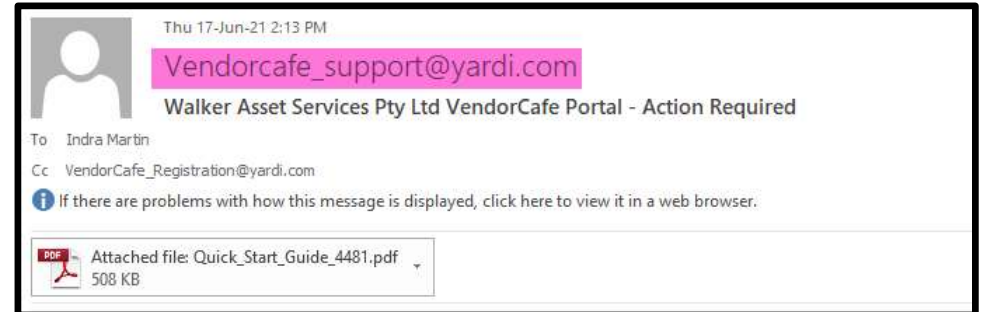 Thu 17-Jun-21 2:13 PM
Vendorcafe_support@yardi.com
Walker Asset Services Pty Ltd VendorCafe Portal - Action Required
To Indra Martin
Cc VendorCafe_Registration@yardi.com
If there are problems with how this message is displayed, click here to view it in a web browser.
PDF
Attached file: Quick_Start_Guide_4481.pdf
508 KB